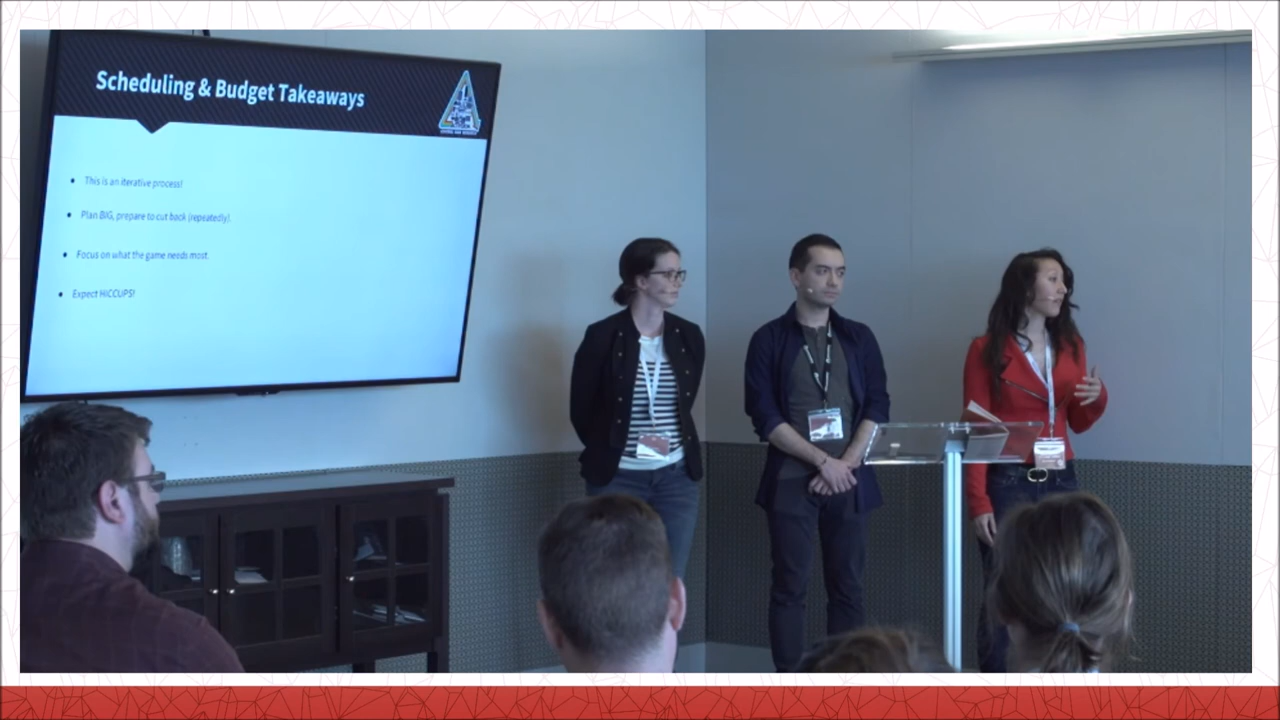 Scheduling & Budget Takeaways
• This is an iterative process!
• Plan BIG, prepare to cut back (repeatedly).
• Focus on what the game needs most.
• Expect HICCUPS!